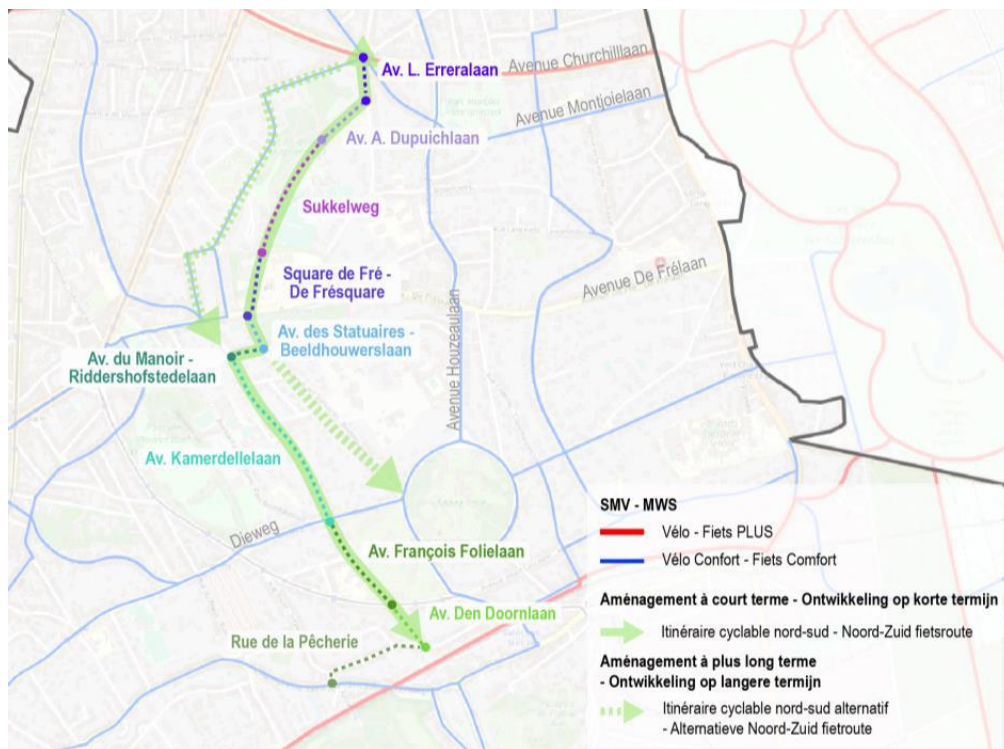 Av. L. Erreralaan
Avenue Churchilllaan
Avenue Montjoielaan
Av. A. Dupuichlaan
Sukkelweg
Square de Fré -
De Frésquare
Avenue De Frélaan
Av. des Statuaires -
Beeldhouwerslaan
Avenue Houzeaulaan
Av. du Manoir -
Riddershofstedelaan
Av. Kamerdellelaan
Dieweg
Av. François Folielaan
Av. Den Doornlaan
Rue de la Pêcherie
SMV - MWS
Vélo - Fiets PLUS
Vélo Confort - Fiets Comfort
Aménagement à court terme - Ontwikkeling op korte termijn
Itinéraire cyclable nord-sud - Noord-Zuid fietsroute
Aménagement à plus long terme
- Ontwikkeling op langere termijn
Itinéraire cyclable nord-sud alternatif
- Alternatieve Noord-Zuid fietroute